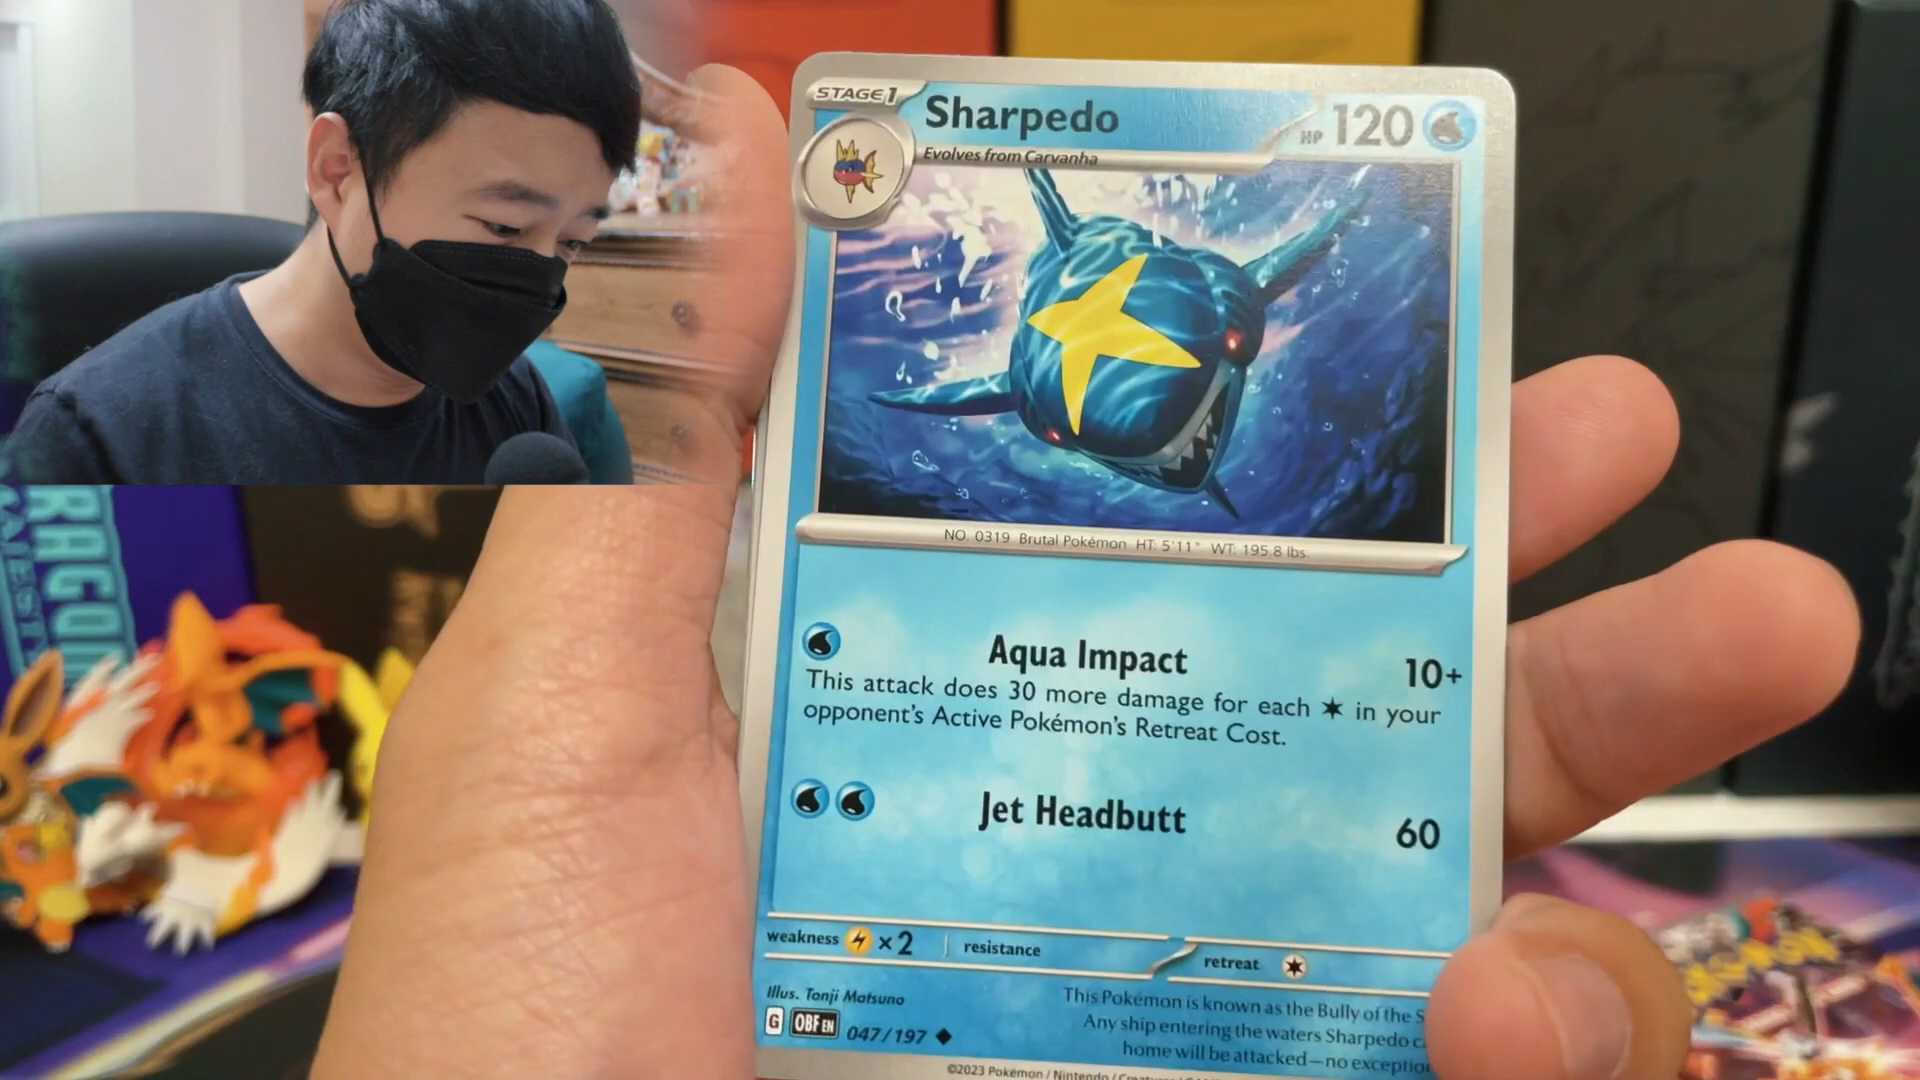 STAGE1
Sharpedo
HP 120
Evolves from Carvanha
NO. 0319 Brutal Pokémon HT: 5'11" WT: 195.8 lbs.
Aqua Impact 10+
This attack does 30 more damage for each ✶ in your
opponent's Active Pokémon's Retreat Cost.
Jet Headbutt 60
weakness ×2 resistance retreat
Illus. Tonji Matsuno
G OBF EN 047/197 ◆
This Pokémon is known as the Bully of the
Any ship entering the waters Sharpedo
home will be attacked—no
©2023 Pokémon / Nintendo /